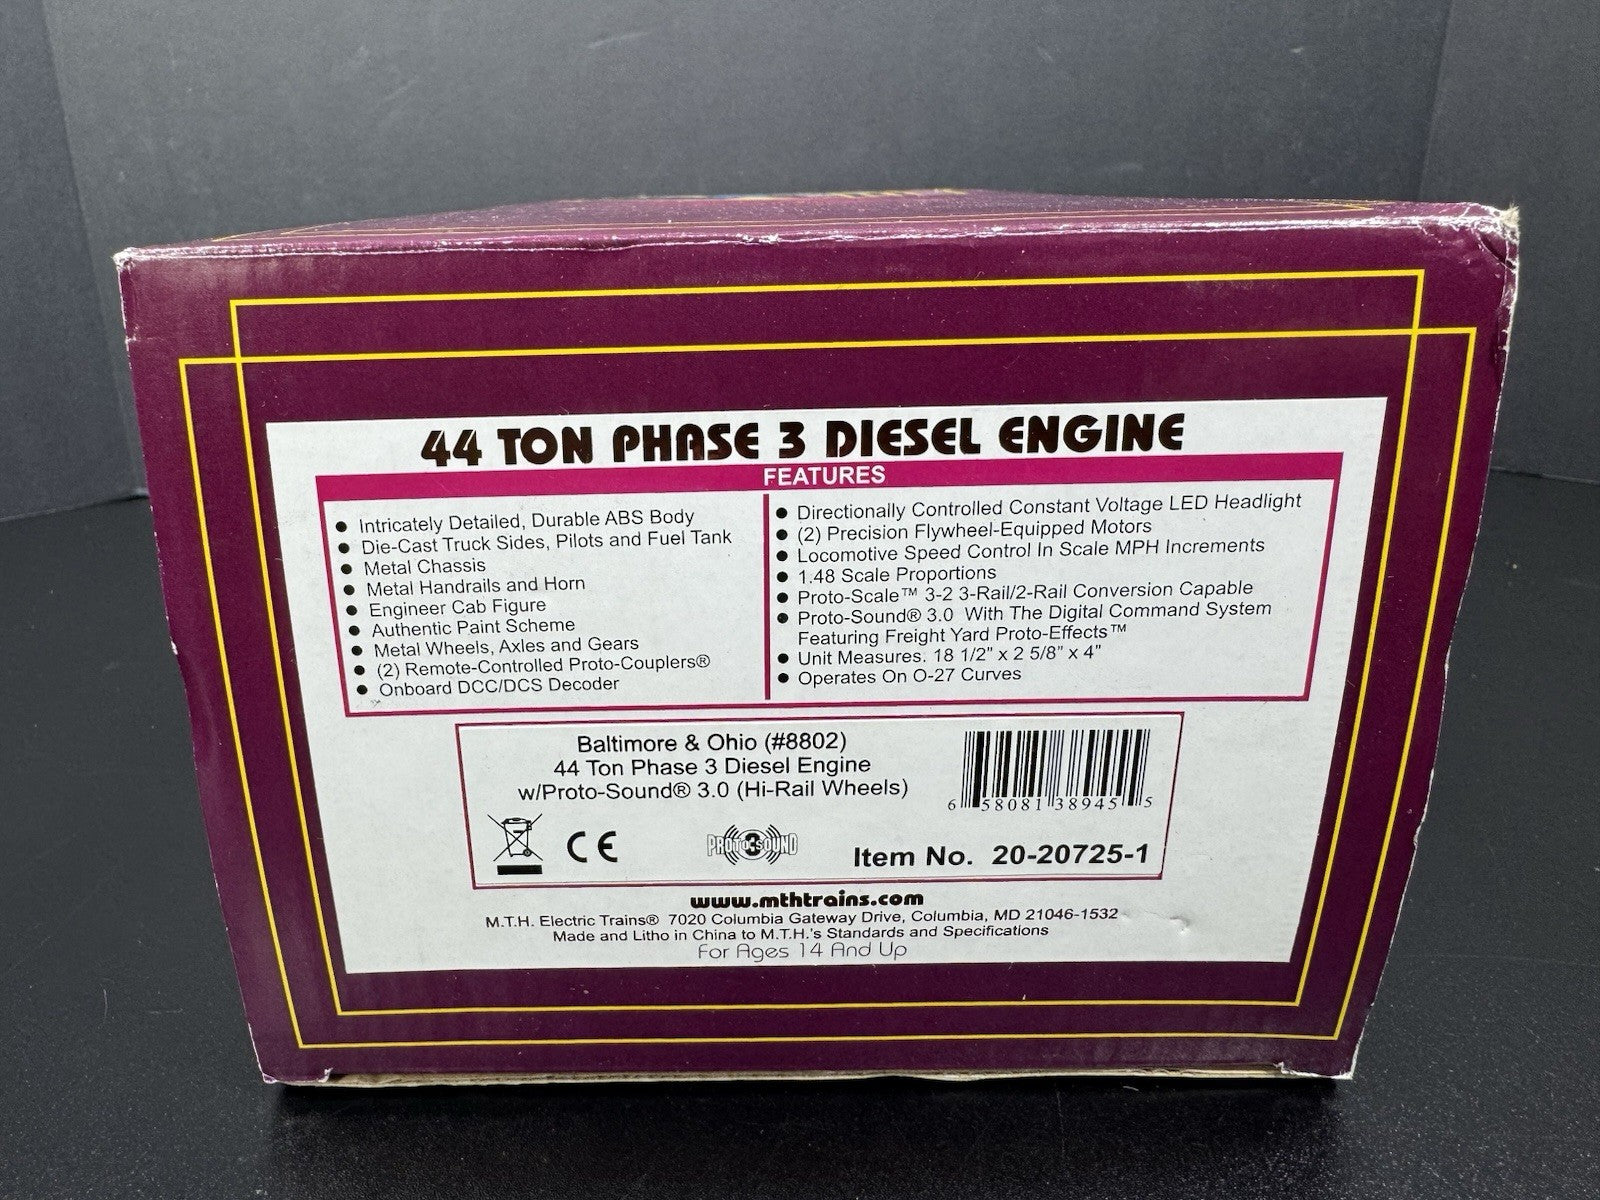 44 TON PHASE 3 DIESEL ENGINE
FEATURES
● Intricately Detailed, Durable ABS Body
● Die-Cast Truck Sides, Pilots and Fuel Tank
● Metal Chassis
● Metal Handrails and Horn
● Engineer Cab Figure
● Authentic Paint Scheme
● Metal Wheels, Axles and Gears
● (2) Remote-Controlled Proto-Couplers®
● Onboard DCC/DCS Decoder
● Directionally Controlled Constant Voltage LED Headlight
● (2) Precision Flywheel-Equipped Motors
● Locomotive Speed Control In Scale MPH Increments
● 1:48 Scale Proportions
● Proto-Scale™ 3-2 3-Rail/2-Rail Conversion Capable
● Proto-Sound® 3.0 With The Digital Command System
Featuring Freight Yard Proto-Effects™
● Unit Measures: 18 1/2" x 2 5/8" x 4"
● Operates On O-27 Curves
Baltimore & Ohio (#8802)
44 Ton Phase 3 Diesel Engine
w/Proto-Sound® 3.0 (Hi-Rail Wheels)
6 58081 38945 5
CE
PROTO-SOUND 3
Item No. 20-20725-1
www.mthtrains.com
M.T.H. Electric Trains® 7020 Columbia Gateway Drive, Columbia, MD 21046-1532
Made and Litho in China to M.T.H.'s Standards and Specifications
For Ages 14 And Up